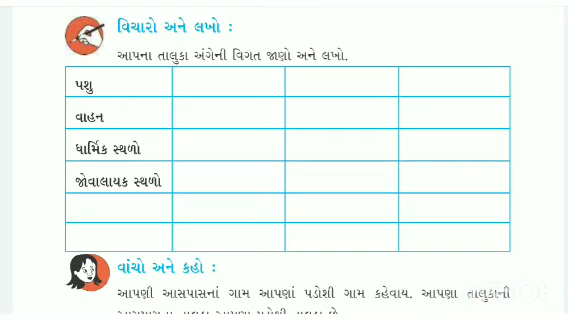 વિચારો અને લખો :
આપના તાલુકા અંગેની વિગત જાણો અને લખો.
પશુ
વાહન
ધાર્મિક સ્થળો
જોવાલાયક સ્થળો
વાંચો અને કહો :
આપણી આસપાસનાં ગામ આપણાં પડોશી ગામ કહેવાય. આપણા તાલુકાની